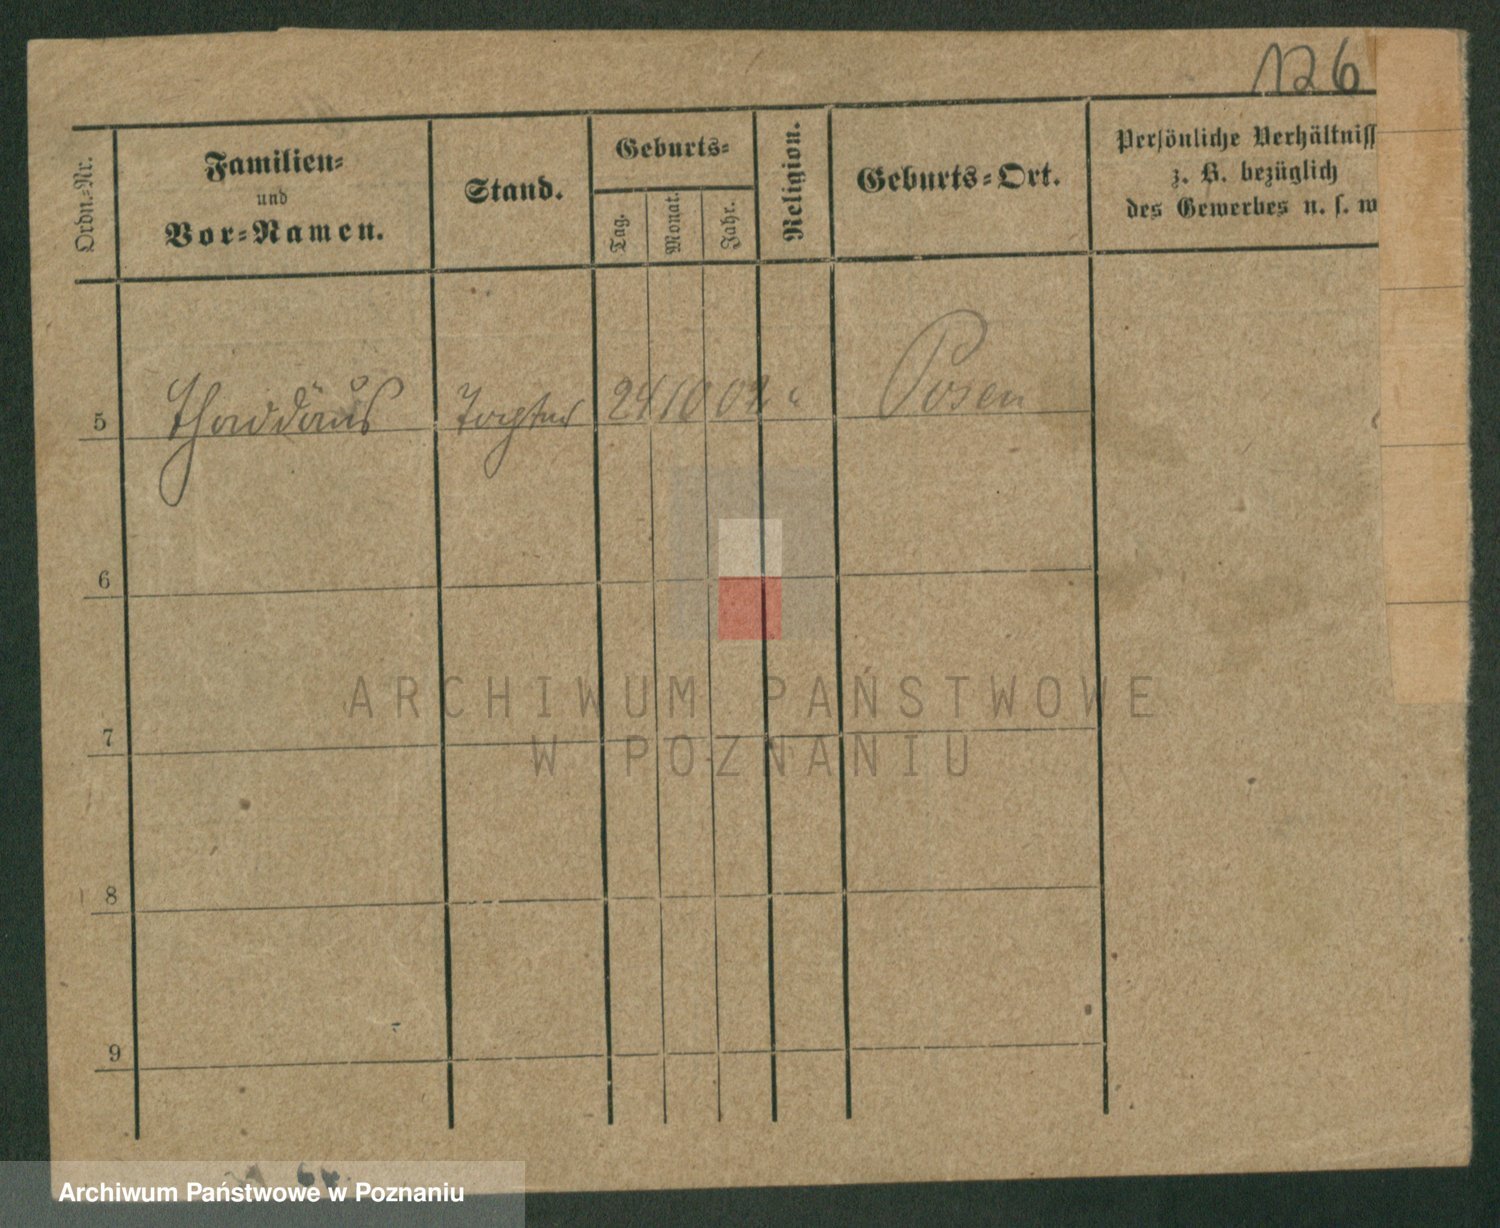 126
Ordn.-Nr.
Familien-
und
Vor-Namen.
Stand.
Geburts-
Tag.
Monat.
Jahr.
Religion.
Geburts-Ort.
Persönliche Verhältniss
z. B. bezüglich
des Gewerbes u. s. w
5 Thaddäus Tochter 24 10 02 " Posen
6
7
8
9
ARCHIWUM PAŃSTWOWE
W POZNANIU
Archiwum Państwowe w Poznaniu